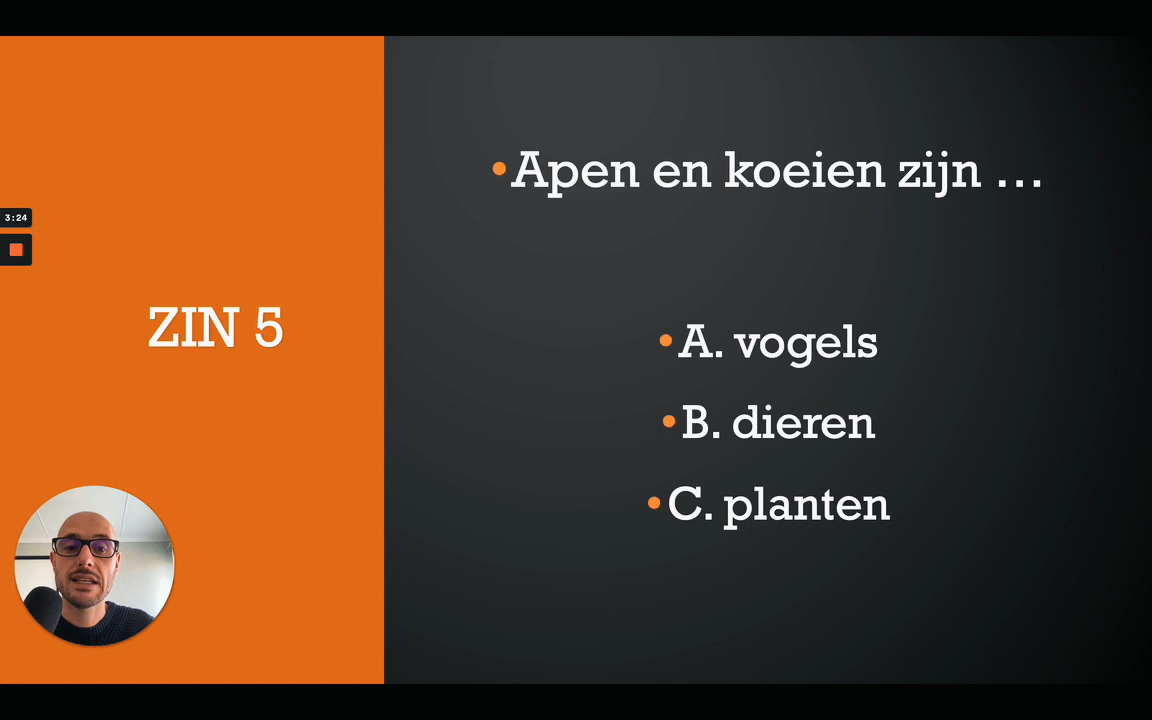 3:24
ZIN 5
•Apen en koeien zijn ...
•A. vogels
•B. dieren
•C. planten